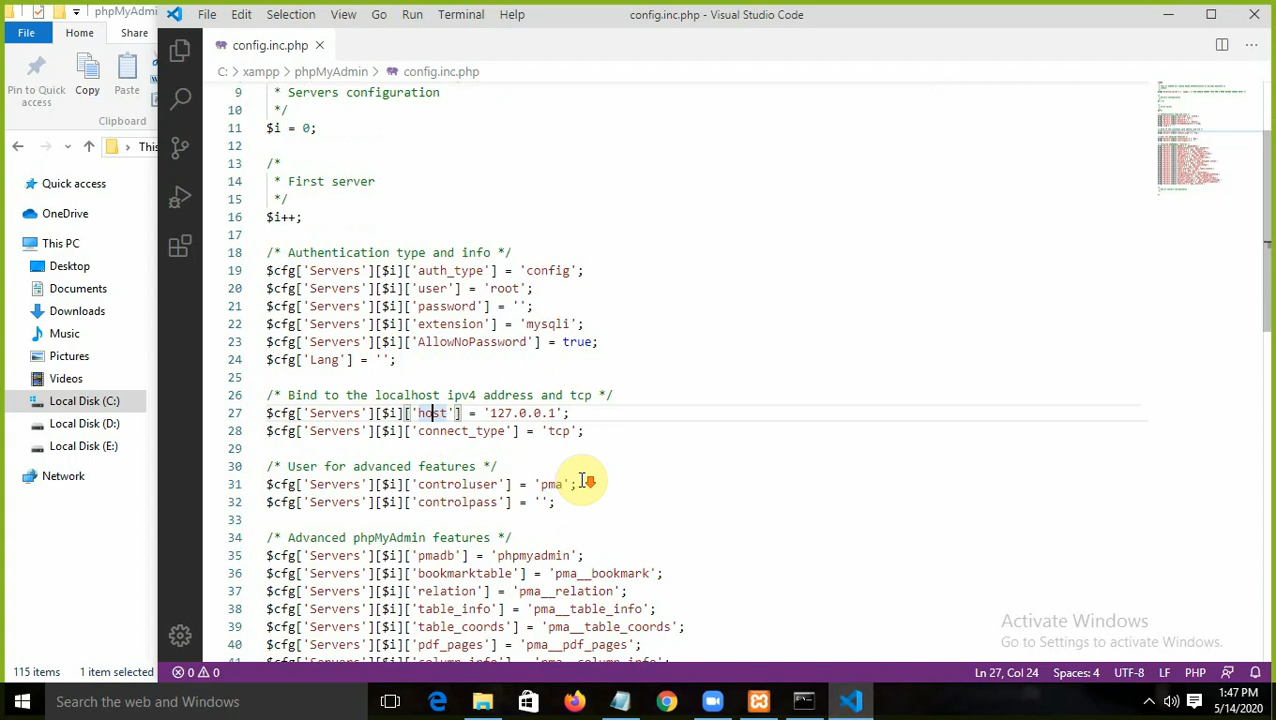 phpMyAdmin
File Edit Selection View Go Run Terminal Help
config.inc.php - Visual Studio Code
File Home Share
config.inc.php
C: xampp phpMyAdmin config.inc.php
Pin to Quick access Copy Paste
Clipboard
This
Quick access
OneDrive
This PC
Desktop
Documents
Downloads
Music
Pictures
Videos
Local Disk (C:)
Local Disk (D:)
Local Disk (E:)
Network
115 items 1 item selected
9 * Servers configuration
10 */
11 $i = 0;
12
13 /*
14 * First server
15 */
16 $i++;
17
18 /* Authentication type and info */
19 $cfg['Servers'][$i]['auth_type'] = 'config';
20 $cfg['Servers'][$i]['user'] = 'root';
21 $cfg['Servers'][$i]['password'] = '';
22 $cfg['Servers'][$i]['extension'] = 'mysqli';
23 $cfg['Servers'][$i]['AllowNoPassword'] = true;
24 $cfg['Lang'] = '';
25
26 /* Bind to the localhost ipv4 address and tcp */
27 $cfg['Servers'][$i]['host'] = '127.0.0.1';
28 $cfg['Servers'][$i]['connect_type'] = 'tcp';
29
30 /* User for advanced features */
31 $cfg['Servers'][$i]['controluser'] = 'pma';
32 $cfg['Servers'][$i]['controlpass'] = '';
33
34 /* Advanced phpMyAdmin features */
35 $cfg['Servers'][$i]['pmadb'] = 'phpmyadmin';
36 $cfg['Servers'][$i]['bookmarktable'] = 'pma__bookmark';
37 $cfg['Servers'][$i]['relation'] = 'pma__relation';
38 $cfg['Servers'][$i]['table_info'] = 'pma__table_info';
39 $cfg['Servers'][$i]['table_coords'] = 'pma__table_coords';
40 $cfg['Servers'][$i]['pdf_pages'] = 'pma__pdf_pages';
41 $cfg['Servers'][$i]['column_info'] = 'pma__column_info';
Activate Windows
Go to Settings to activate Windows.
0 0
Ln 27, Col 24 Spaces: 4 UTF-8 LF PHP
Search the web and Windows
1:47 PM
5/14/2020